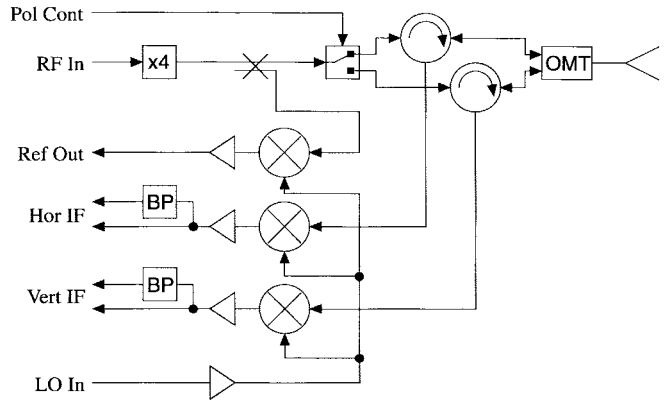 Pol Cont
RF In
x4
OMT
Ref Out
BP
Hor IF
BP
Vert IF
LO In